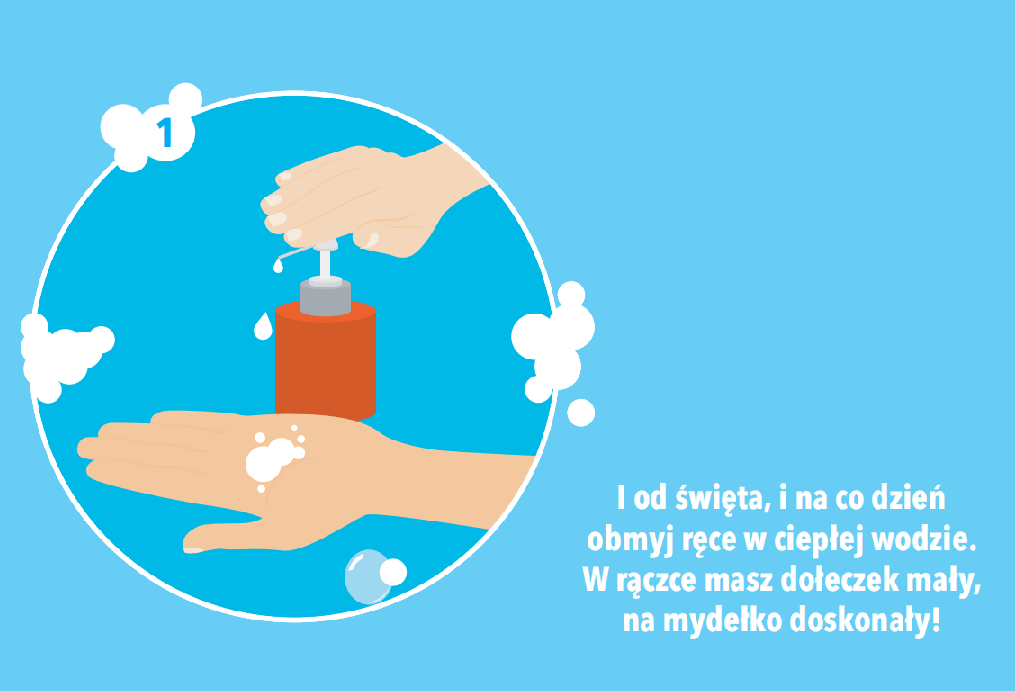 1
I od święta, i na co dzień
obmyj ręce w ciepłej wodzie.
W rączce masz dołeczek mały,
na mydełko doskonały!